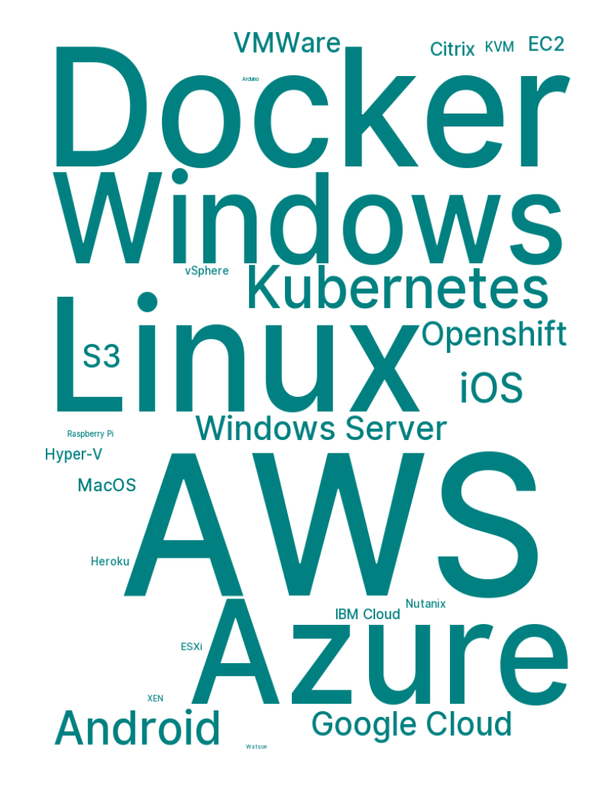 VMWare
Citrix
KVM
EC2
Docker
Arduino
Windows
vSphere
Kubernetes
Linux
Openshift
S3
iOS
Windows Server
Raspberry Pi
Hyper-V
AWS
MacOS
Heroku
Azure
Nutanix
IBM Cloud
ESXi
XEN
Android
Google Cloud
Watson